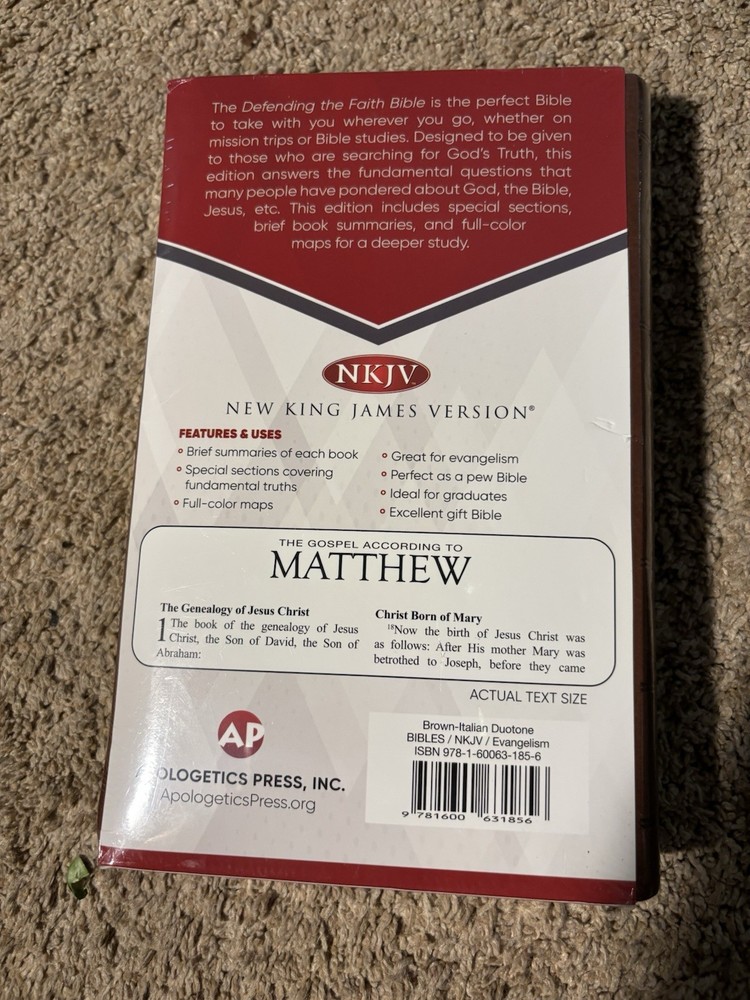 The Defending the Faith Bible is the perfect Bible
to take with you wherever you go, whether on
mission trips or Bible studies. Designed to be given
to those who are searching for God's Truth, this
edition answers the fundamental questions that
many people have pondered about God, the Bible,
Jesus, etc. This edition includes special sections,
brief book summaries, and full-color
maps for a deeper study.
NKJV
NEW KING JAMES VERSION®
FEATURES & USES
Brief summaries of each book
Special sections covering
fundamental truths
Full-color maps
Great for evangelism
Perfect as a pew Bible
Ideal for graduates
Excellent gift Bible
THE GOSPEL ACCORDING TO
MATTHEW
The Genealogy of Jesus Christ
1 The book of the genealogy of Jesus
Christ, the Son of David, the Son of
Abraham:
Christ Born of Mary
18Now the birth of Jesus Christ was
as follows: After His mother Mary was
betrothed to Joseph, before they came
ACTUAL TEXT SIZE
AP
OLOGETICS PRESS, INC.
ApologeticsPress.org
Brown-Italian Duotone
BIBLES / NKJV / Evangelism
ISBN 978-1-60063-185-6
9 781600 631856